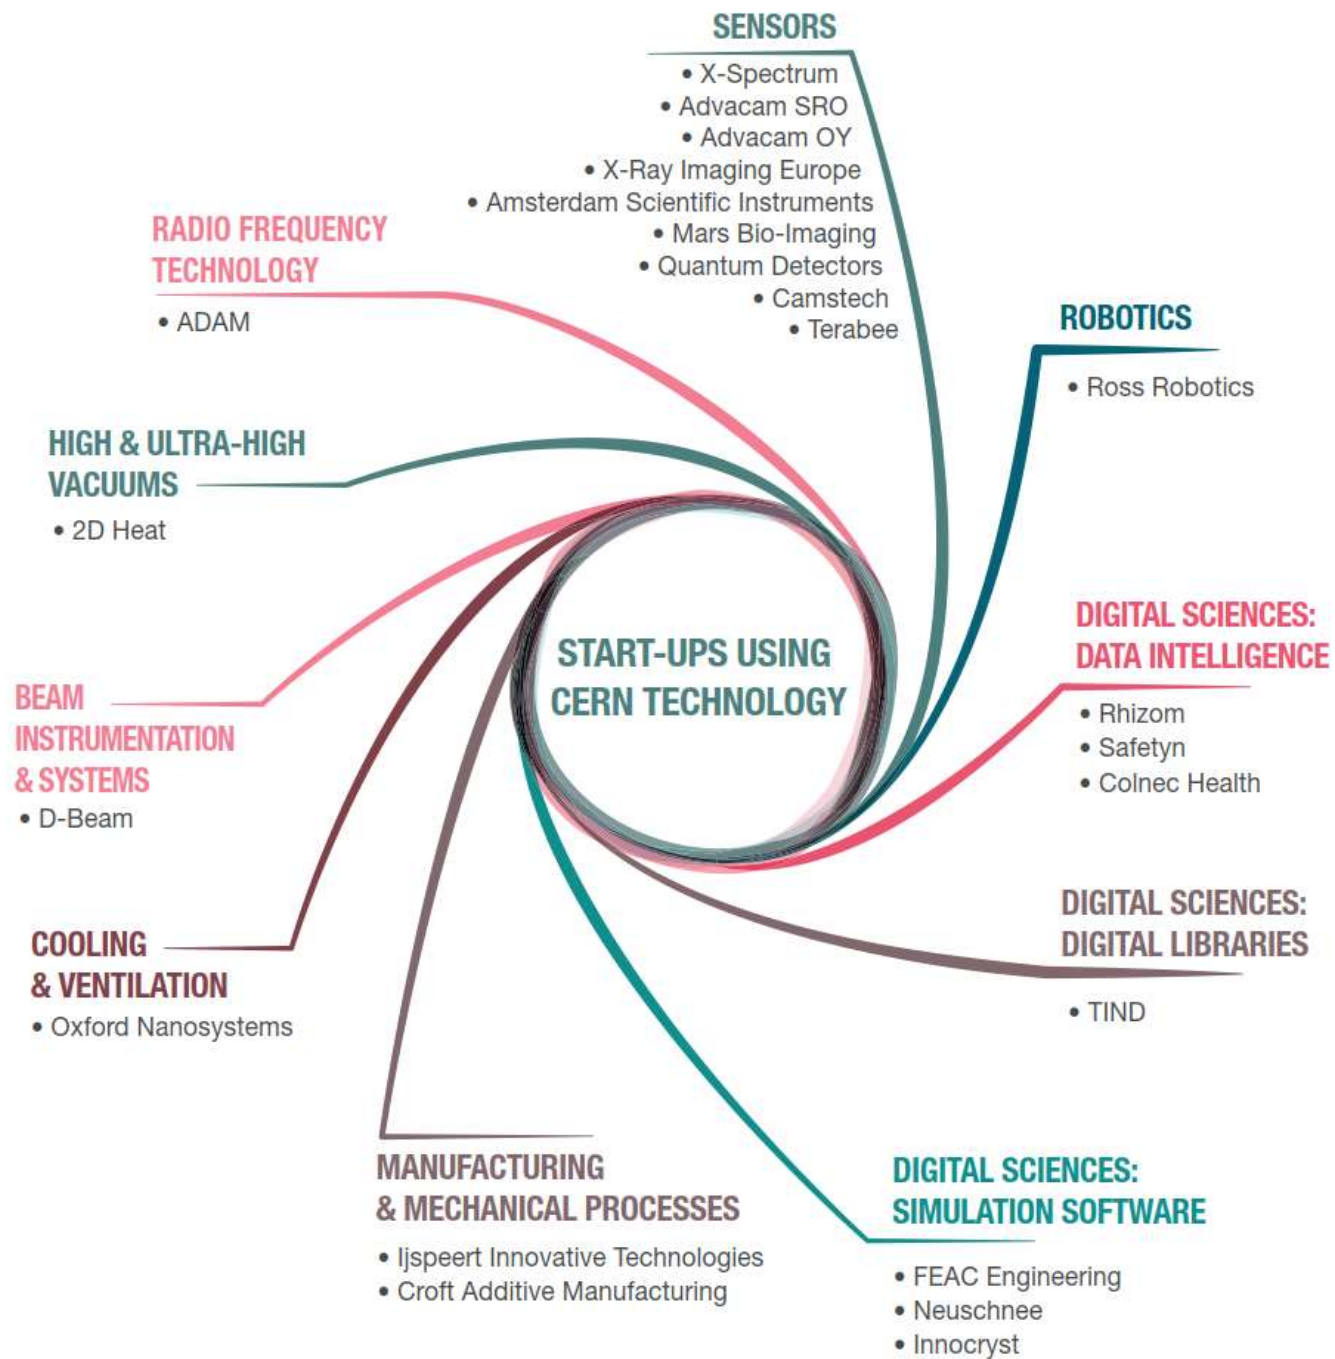 SENSORS
• X-Spectrum
• Advacam SRO
• Advacam OY
• X-Ray Imaging Europe
• Amsterdam Scientific Instruments
• Mars Bio-Imaging
• Quantum Detectors
• Camstech
• Terabee
RADIO FREQUENCY
TECHNOLOGY
• ADAM
ROBOTICS
• Ross Robotics
HIGH & ULTRA-HIGH
VACUUMS
• 2D Heat
START-UPS USING
CERN TECHNOLOGY
DIGITAL SCIENCES:
DATA INTELLIGENCE
• Rhizom
• Safetyn
• Colnec Health
BEAM
INSTRUMENTATION
& SYSTEMS
• D-Beam
DIGITAL SCIENCES:
DIGITAL LIBRARIES
• TIND
COOLING
& VENTILATION
• Oxford Nanosystems
MANUFACTURING
& MECHANICAL PROCESSES
• Ijspeert Innovative Technologies
• Croft Additive Manufacturing
DIGITAL SCIENCES:
SIMULATION SOFTWARE
• FEAC Engineering
• Neuschnee
• Innocryst